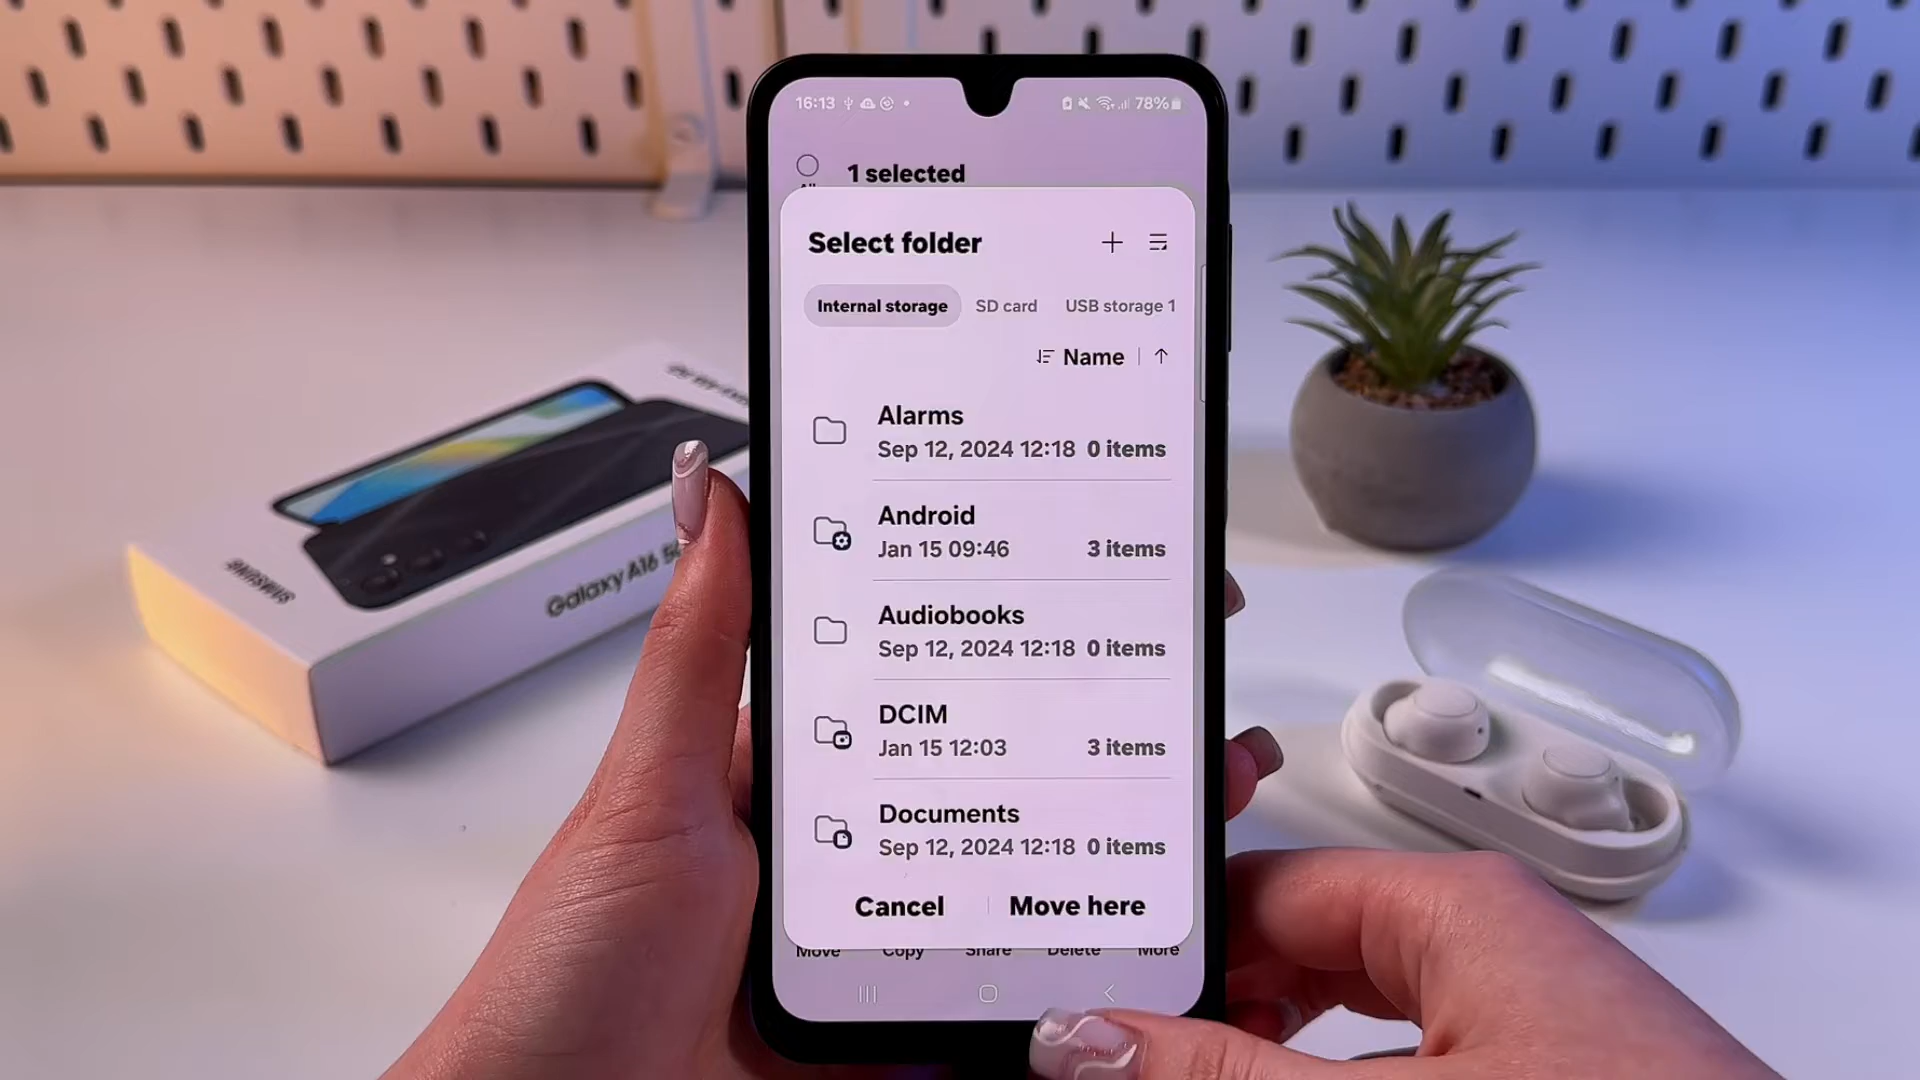 16:13
78%
1 selected
Select folder
Internal storage
SD card
USB storage 1
Name
Alarms
Sep 12, 2024 12:18 0 items
Android
Jan 15 09:46 3 items
Audiobooks
Sep 12, 2024 12:18 0 items
DCIM
Jan 15 12:03 3 items
Documents
Sep 12, 2024 12:18 0 items
Cancel
Move here
Move
Copy
Share
Delete
More
SAMSUNG
Galaxy A16